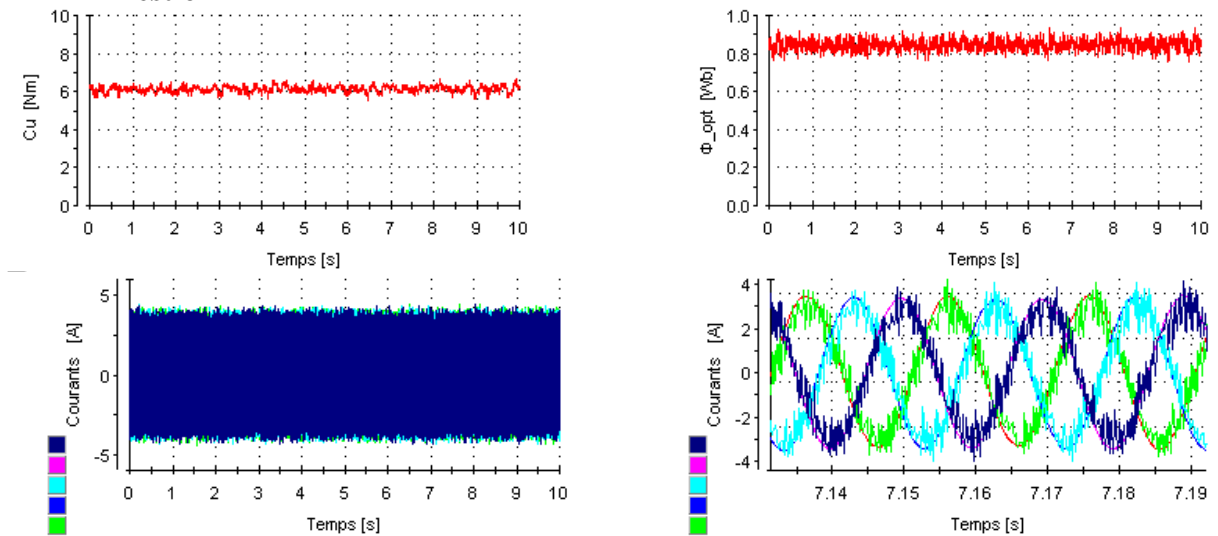 10
8
6
4
2
0
Cu [Nm]
0 1 2 3 4 5 6 7 8 9 10
Temps [s]
1.0
0.8
0.6
0.4
0.2
0.0
Φ_opt [Wb]
0 1 2 3 4 5 6 7 8 9 10
Temps [s]
5
0
-5
Courants [A]
0 1 2 3 4 5 6 7 8 9 10
Temps [s]
4
2
0
-2
-4
Courants [A]
7.14 7.15 7.16 7.17 7.18 7.19
Temps [s]